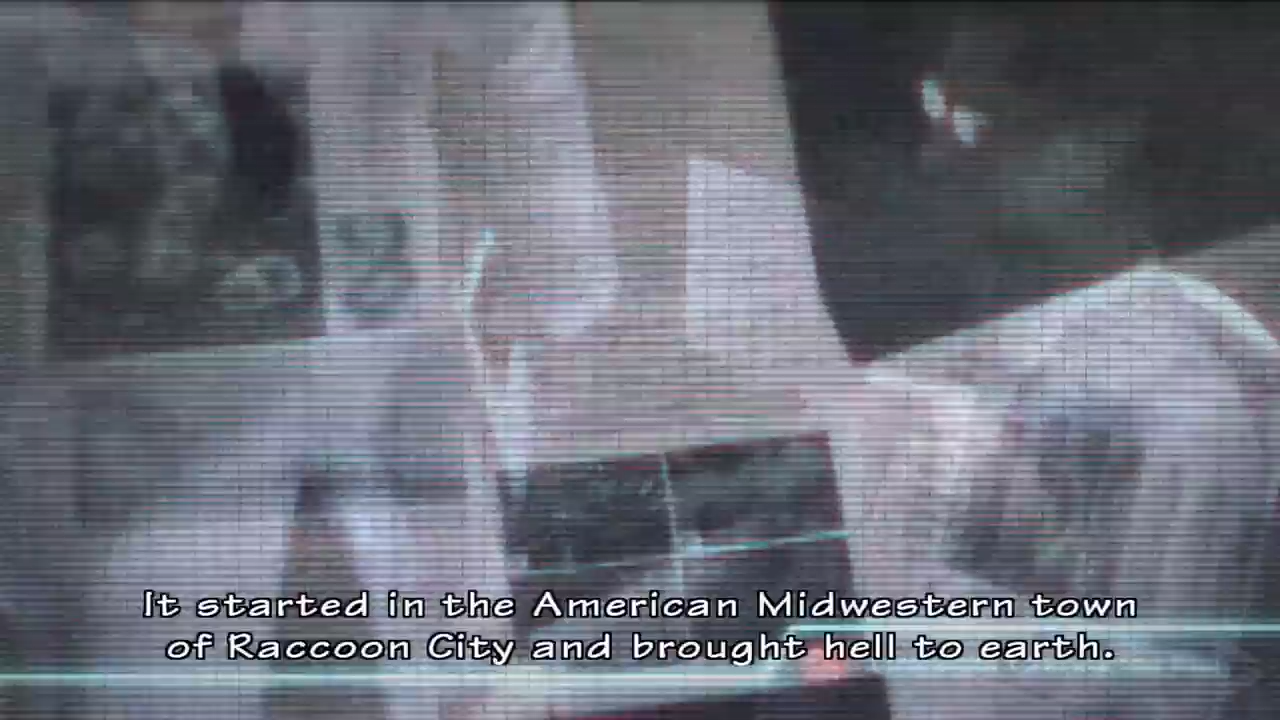 It started in the American Midwestern town
of Raccoon City and brought hell to earth.